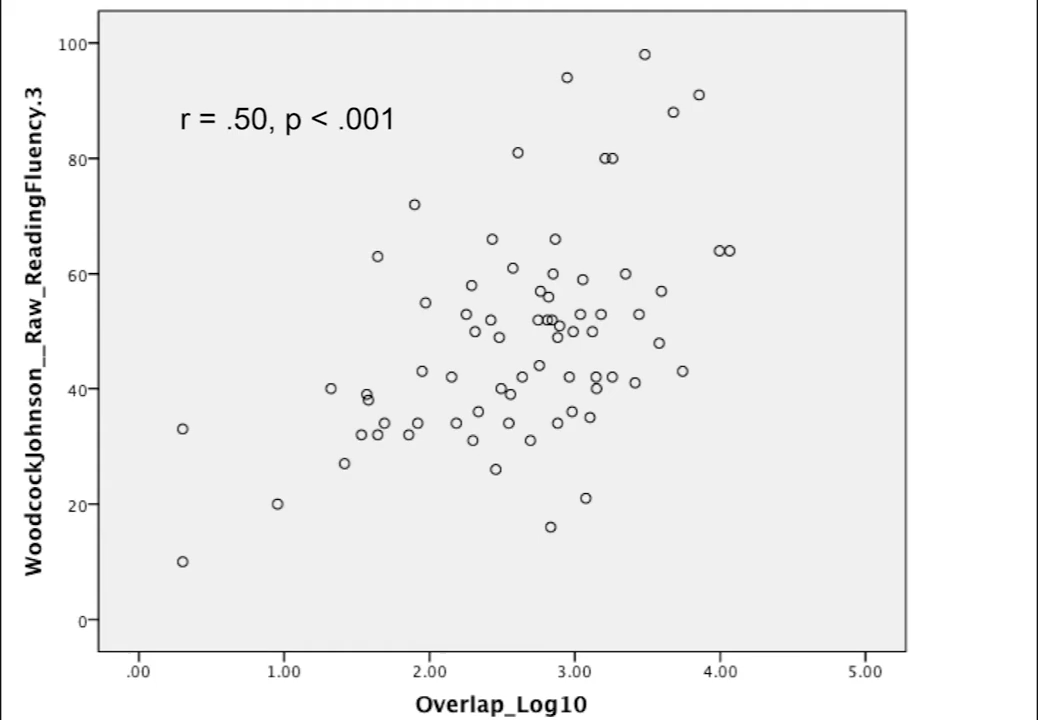 WoodcockJohnson__Raw_ReadingFluency.3
100
80
60
40
20
0
r = .50, p < .001
.00 1.00 2.00 3.00 4.00 5.00
Overlap_Log10